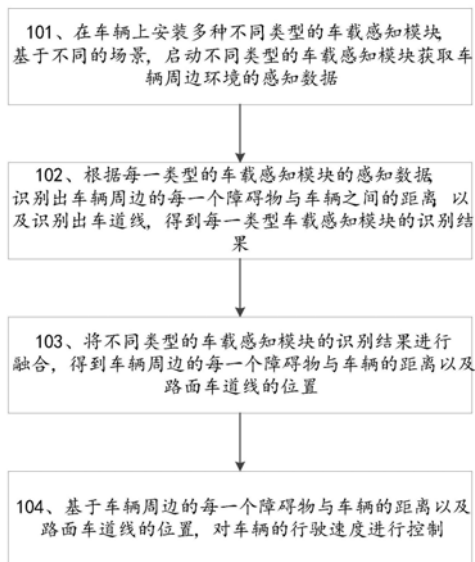 101、在车辆上安装多种不同类型的车载感知模块,
基于不同的场景, 启动不同类型的车载感知模块获取车
辆周边环境的感知数据
102、根据每一类型的车载感知模块的感知数据,
识别出车辆周边的每一个障碍物与车辆之间的距离, 以
及识别出车道线, 得到每一类型车载感知模块的识别结
果
103、将不同类型的车载感知模块的识别结果进行
融合, 得到车辆周边的每一个障碍物与车辆的距离以及
路面车道线的位置
104、基于车辆周边的每一个障碍物与车辆的距离以及
路面车道线的位置, 对车辆的行驶速度进行控制